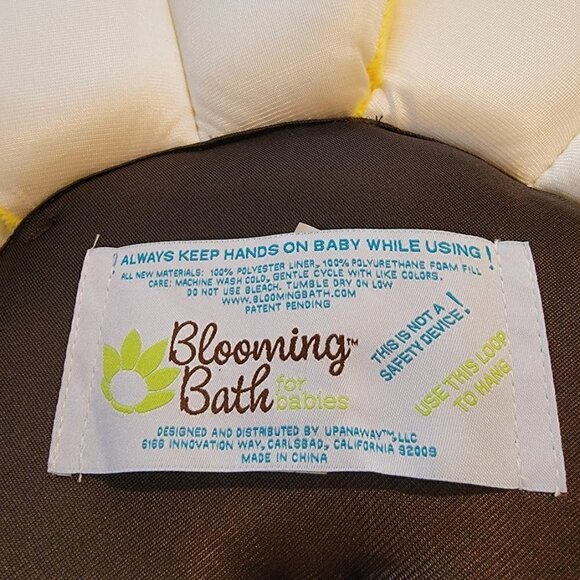 ! ALWAYS KEEP HANDS ON BABY WHILE USING !
ALL NEW MATERIALS: 100% POLYESTER LINER, 100% POLYURETHANE FOAM FILL
CARE: MACHINE WASH COLD, GENTLE CYCLE WITH LIKE COLORS.
DO NOT USE BLEACH. TUMBLE DRY ON LOW
WWW.BLOOMINGBATH.COM
PATENT PENDING
Blooming™
Bath for
babies
THIS IS NOT A
SAFETY DEVICE!
USE THIS LOOP
TO HANG
DESIGNED AND DISTRIBUTED BY UPANAWAY™, LLC
6166 INNOVATION WAY, CARLSBAD, CALIFORNIA 92009
MADE IN CHINA